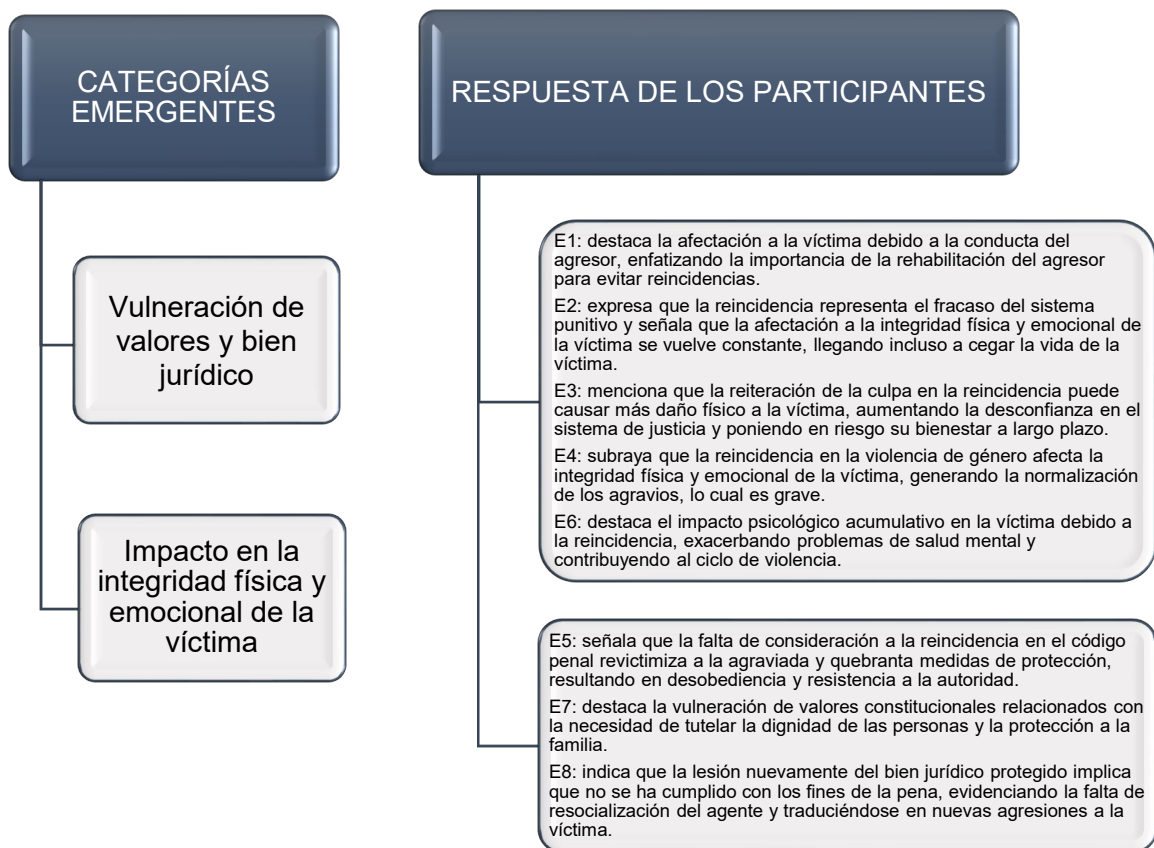 CATEGORÍAS
EMERGENTES
Vulneración de
valores y bien
jurídico
Impacto en la
integridad física y
emocional de la
víctima
RESPUESTA DE LOS PARTICIPANTES
E1: destaca la afectación a la víctima debido a la conducta del
agresor, enfatizando la importancia de la rehabilitación del agresor
para evitar reincidencias.
E2: expresa que la reincidencia representa el fracaso del sistema
punitivo y señala que la afectación a la integridad física y emocional de
la víctima se vuelve constante, llegando incluso a cegar la vida de la
víctima.
E3: menciona que la reiteración de la culpa en la reincidencia puede
causar más daño físico a la víctima, aumentando la desconfianza en el
sistema de justicia y poniendo en riesgo su bienestar a largo plazo.
E4: subraya que la reincidencia en la violencia de género afecta la
integridad física y emocional de la víctima, generando la normalización
de los agravios, lo cual es grave.
E6: destaca el impacto psicológico acumulativo en la víctima debido a
la reincidencia, exacerbando problemas de salud mental y
contribuyendo al ciclo de violencia.
E5: señala que la falta de consideración a la reincidencia en el código
penal revictimiza a la agraviada y quebranta medidas de protección,
resultando en desobediencia y resistencia a la autoridad.
E7: destaca la vulneración de valores constitucionales relacionados con
la necesidad de tutelar la dignidad de las personas y la protección a la
familia.
E8: indica que la lesión nuevamente del bien jurídico protegido implica
que no se ha cumplido con los fines de la pena, evidenciando la falta de
resocialización del agente y traduciéndose en nuevas agresiones a la
víctima.